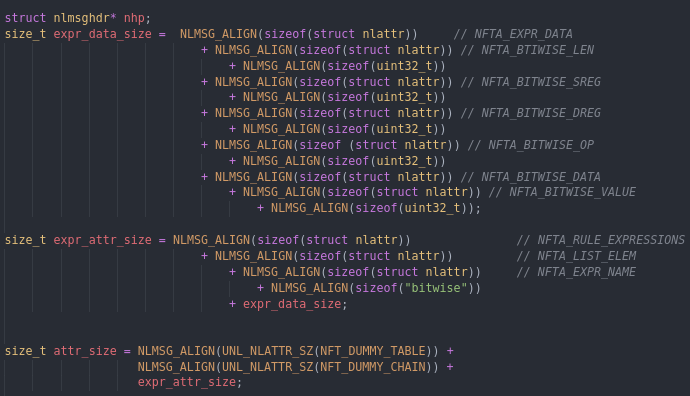 struct nlmsghdr* nhp;
size_t expr_data_size =  NLMSG_ALIGN(sizeof(struct nlattr))     // NFTA_EXPR_DATA
+ NLMSG_ALIGN(sizeof(struct nlattr)) // NFTA_BTIWISE_LEN
+ NLMSG_ALIGN(sizeof(uint32_t))
+ NLMSG_ALIGN(sizeof(struct nlattr)) // NFTA_BITWISE_SREG
+ NLMSG_ALIGN(sizeof(uint32_t))
+ NLMSG_ALIGN(sizeof(struct nlattr)) // NFTA_BITWISE_DREG
+ NLMSG_ALIGN(sizeof(uint32_t))
+ NLMSG_ALIGN(sizeof (struct nlattr)) // NFTA_BITWISE_OP
+ NLMSG_ALIGN(sizeof(uint32_t))
+ NLMSG_ALIGN(sizeof(struct nlattr)) // NFTA_BITWISE_DATA
+ NLMSG_ALIGN(sizeof(struct nlattr)) // NFTA_BITWISE_VALUE
+ NLMSG_ALIGN(sizeof(uint32_t));
size_t expr_attr_size = NLMSG_ALIGN(sizeof(struct nlattr))               // NFTA_RULE_EXPRESSIONS
+ NLMSG_ALIGN(sizeof(struct nlattr))         // NFTA_LIST_ELEM
+ NLMSG_ALIGN(sizeof(struct nlattr))     // NFTA_EXPR_NAME
+ NLMSG_ALIGN(sizeof("bitwise"))
+ expr_data_size;
size_t attr_size = NLMSG_ALIGN(UNL_NLATTR_SZ(NFT_DUMMY_TABLE)) +
NLMSG_ALIGN(UNL_NLATTR_SZ(NFT_DUMMY_CHAIN)) +
expr_attr_size;